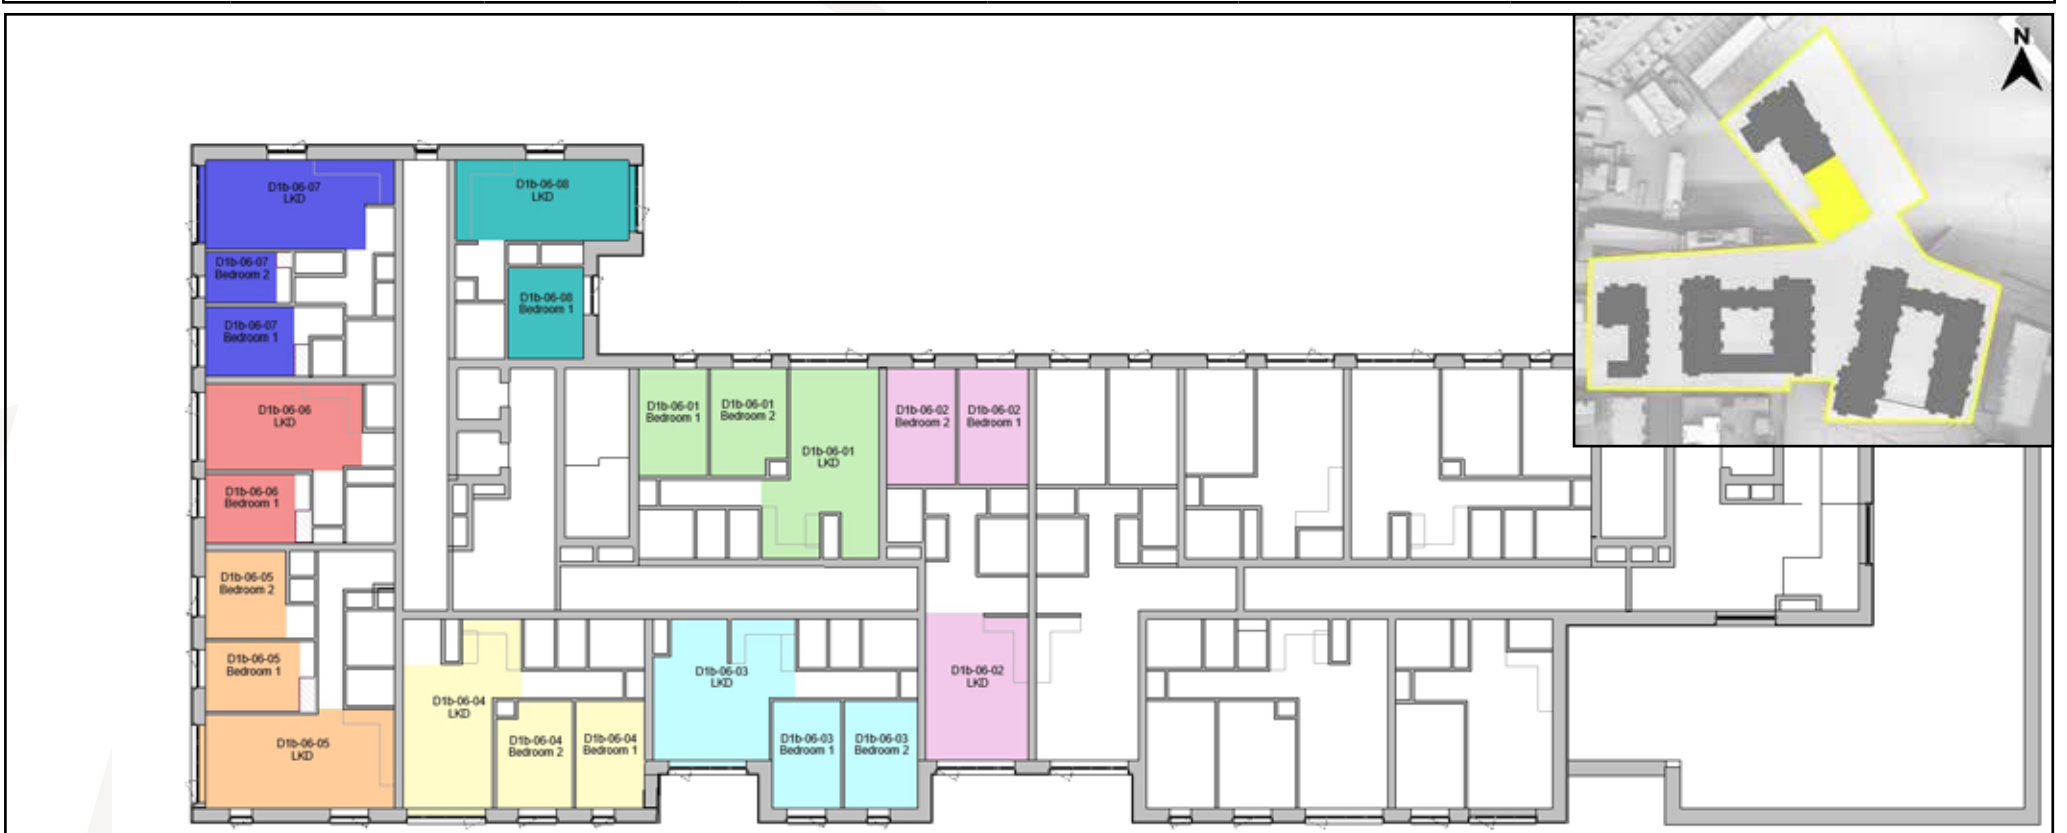 N
D1b-06-07
LKD
D1b-06-08
LKD
D1b-06-07
Bedroom 2
D1b-06-08
Bedroom 1
D1b-06-07
Bedroom 1
D1b-06-06
LKD
D1b-06-01
Bedroom 1
D1b-06-01
Bedroom 2
D1b-06-02
Bedroom 2
D1b-06-02
Bedroom 1
D1b-06-01
LKD
D1b-06-06
Bedroom 1
D1b-06-05
Bedroom 2
D1b-06-05
Bedroom 1
D1b-06-03
LKD
D1b-06-02
LKD
D1b-06-04
LKD
D1b-06-05
LKD
D1b-06-04
Bedroom 2
D1b-06-04
Bedroom 1
D1b-06-03
Bedroom 1
D1b-06-03
Bedroom 2